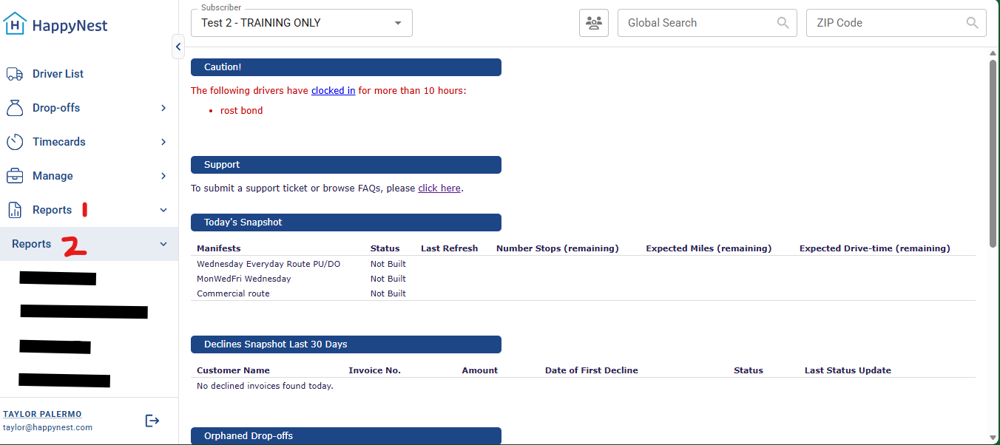 HappyNest
Driver List
Drop-offs
Timecards
Manage
Reports 1
Reports 2
TAYLOR PALERMO
taylor@happynest.com
Subscriber
Test 2 - TRAINING ONLY
Global Search
ZIP Code
Caution!
The following drivers have clocked in for more than 10 hours:
• rost bond
Support
To submit a support ticket or browse FAQs, please click here.
Today's Snapshot
Manifests Status Last Refresh Number Stops (remaining) Expected Miles (remaining) Expected Drive-time (remaining)
Wednesday Everyday Route PU/DO Not Built
MonWedFri Wednesday Not Built
Commercial route Not Built
Declines Snapshot Last 30 Days
Customer Name Invoice No. Amount Date of First Decline Status Last Status Update
No declined invoices found today.
Orphaned Drop-offs